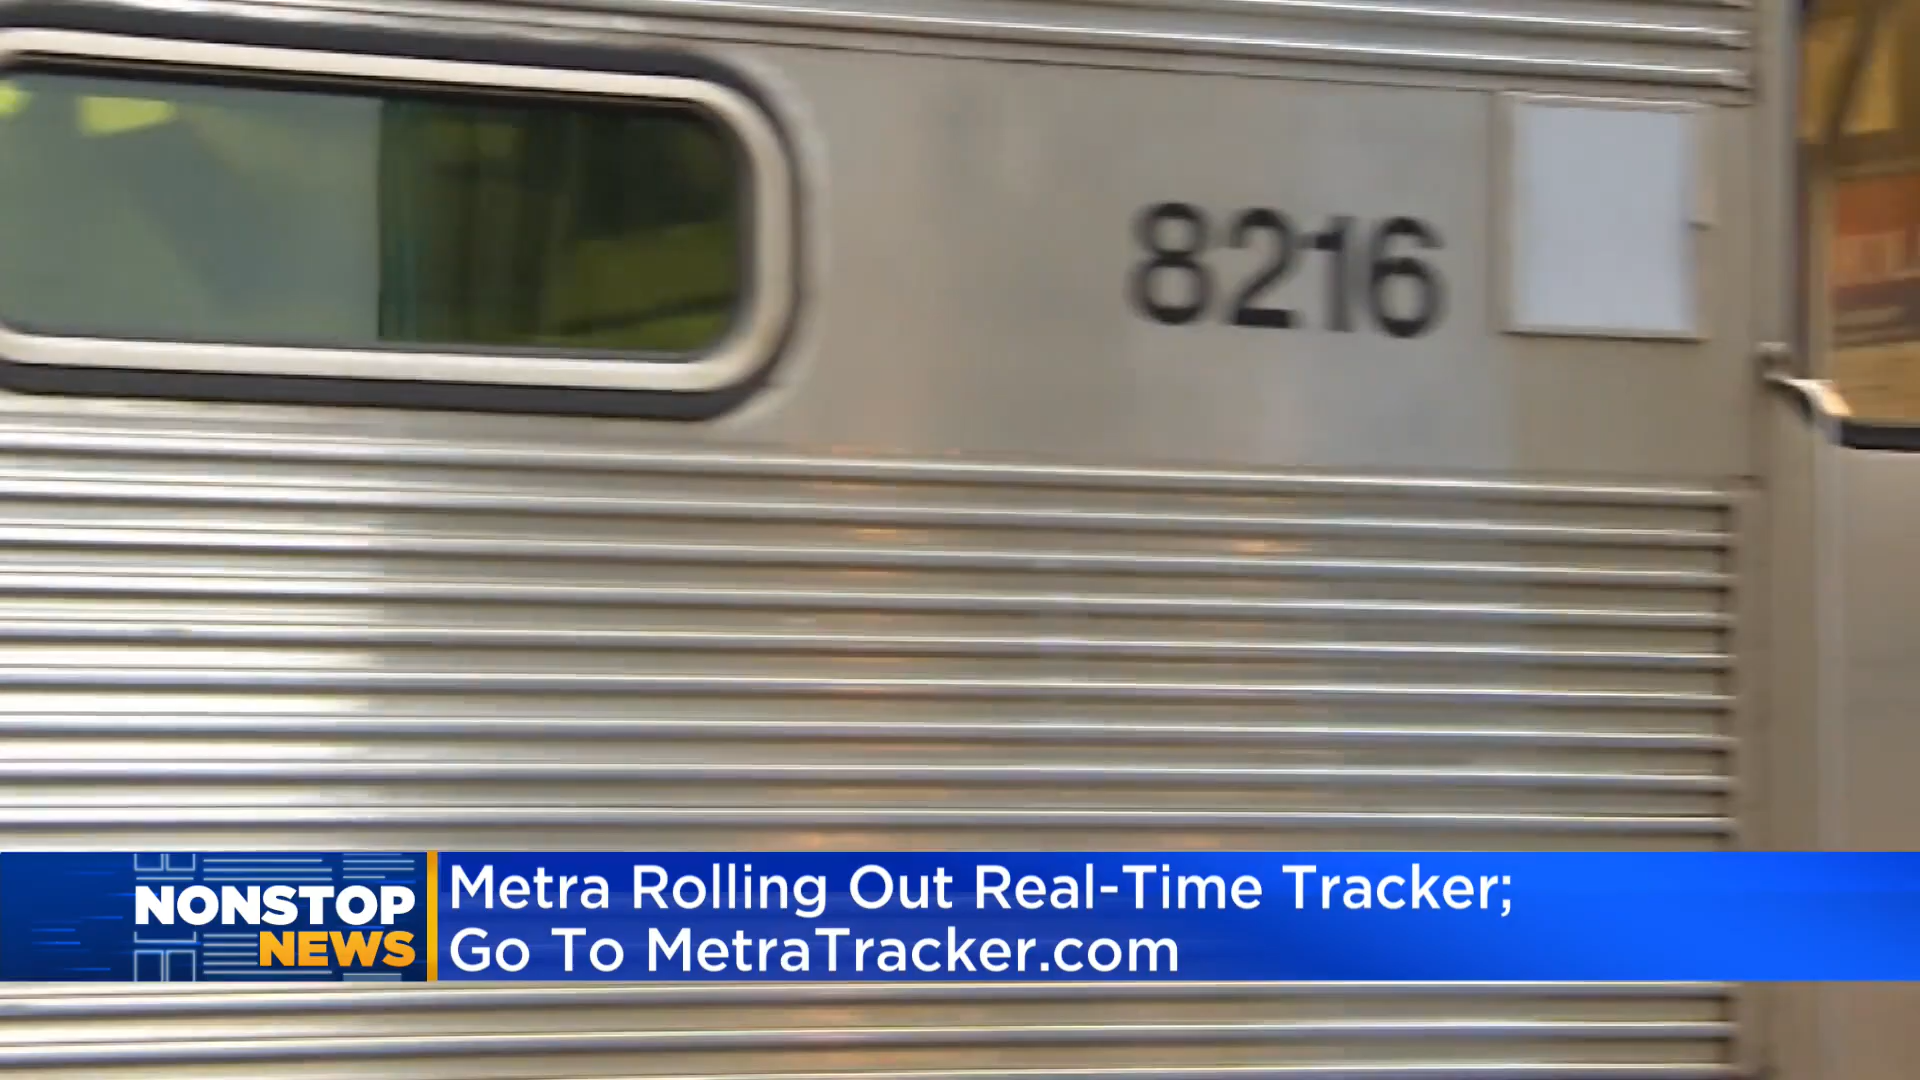 8216
NONSTOP
NEWS
Metra Rolling Out Real-Time Tracker;
Go To MetraTracker.com